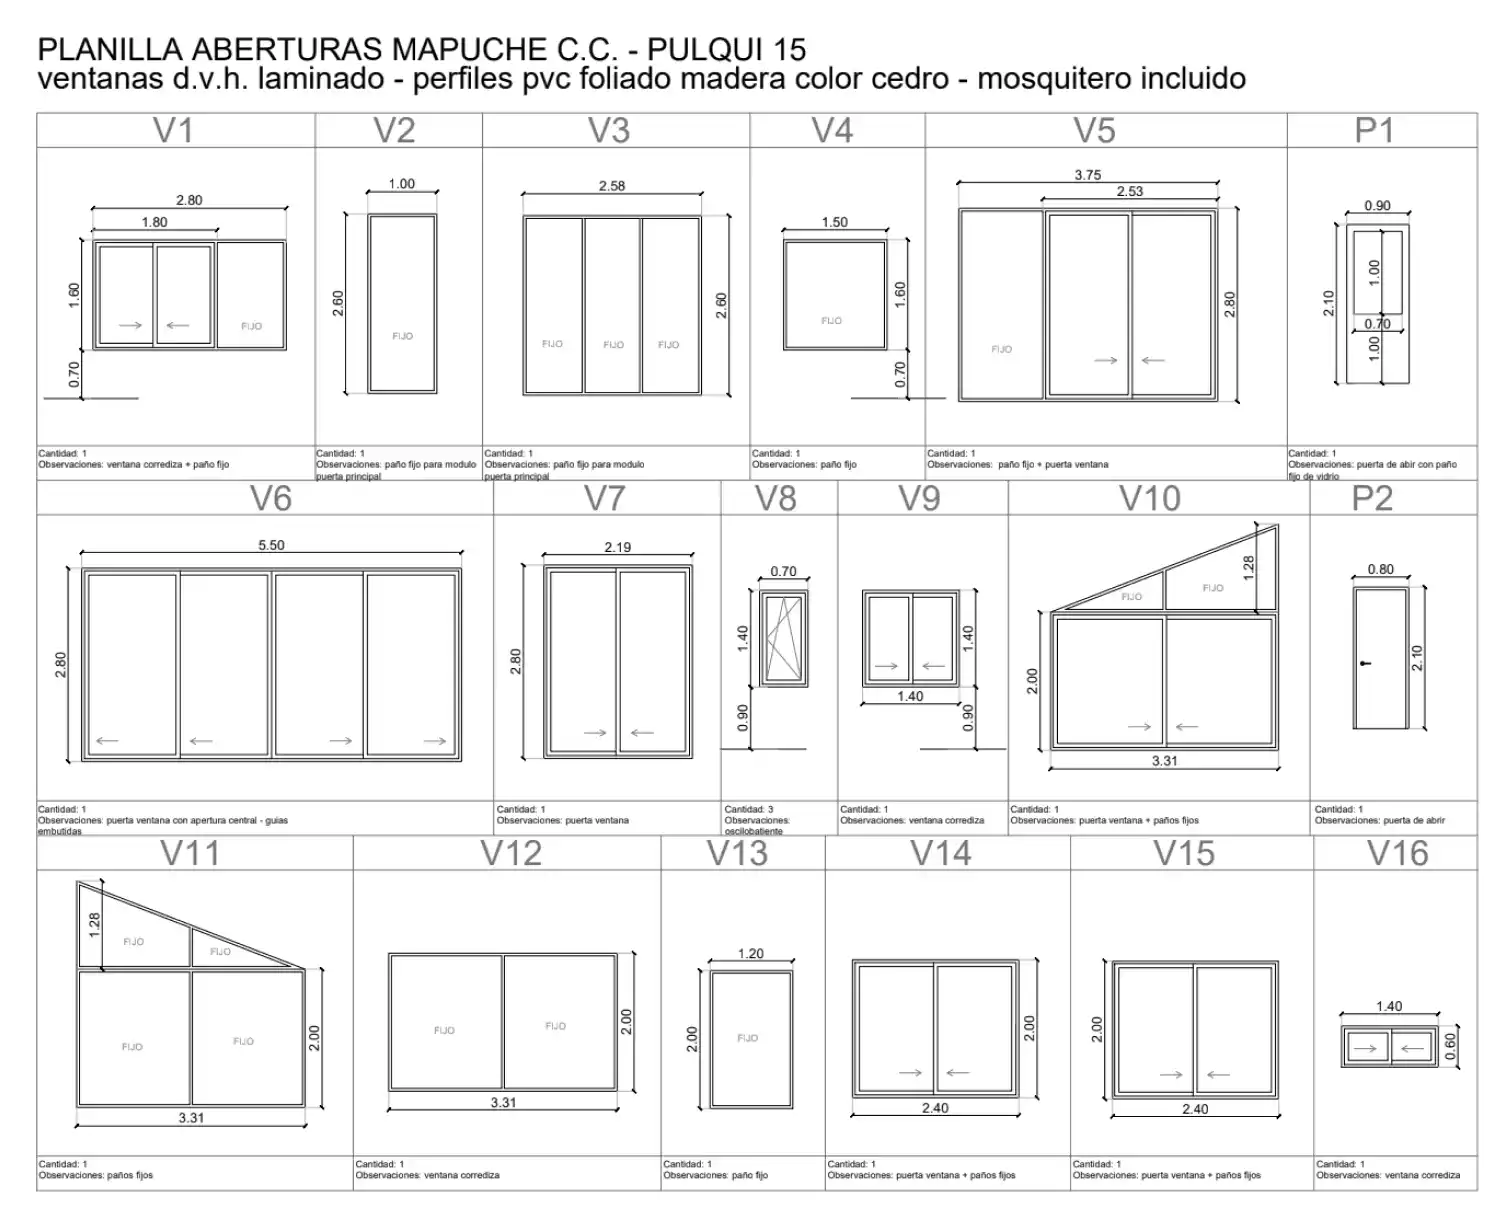 PLANILLA ABERTURAS MAPUCHE C.C. - PULQUI 15
ventanas d.v.h. laminado - perfiles pvc foliado madera color cedro - mosquitero incluido
V1
2.80
1.80
1.60
FIJO
0.70
Cantidad: 1
Observaciones: ventana corrediza + paño fijo
V2
1.00
2.60
FIJO
Cantidad: 1
Observaciones: paño fijo para modulo
puerta principal
V3
2.58
FIJO FIJO FIJO
2.60
Cantidad: 1
Observaciones: paño fijo para modulo
puerta principal
V4
1.50
FIJO
1.60
0.70
Cantidad: 1
Observaciones: paño fijo
V5
3.75
2.53
FIJO
2.80
Cantidad: 1
Observaciones: paño fijo + puerta ventana
P1
0.90
2.10
1.00
0.70
1.00
Cantidad: 1
Observaciones: puerta de abir con paño
fijo de vidrio
V6
5.50
2.80
Cantidad: 1
Observaciones: puerta ventana con apertura central - guias
embutidas
V7
2.19
2.80
Cantidad: 1
Observaciones: puerta ventana
V8
0.70
1.40
0.90
Cantidad: 3
Observaciones:
oscilobatiente
V9
1.40
1.40
0.90
Cantidad: 1
Observaciones: ventana corrediza
V10
1.28
FIJO FIJO
2.00
3.31
Cantidad: 1
Observaciones: puerta ventana + paños fijos
P2
0.80
2.10
Cantidad: 1
Observaciones: puerta de abrir
V11
1.28
FIJO FIJO
FIJO FIJO
2.00
3.31
Cantidad: 1
Observaciones: paños fijos
V12
FIJO FIJO
2.00
3.31
Cantidad: 1
Observaciones: ventana corrediza
V13
1.20
2.00
FIJO
Cantidad: 1
Observaciones: paño fijo
V14
2.00
2.40
Cantidad: 1
Observaciones: puerta ventana + paños fijos
V15
2.00
2.40
Cantidad: 1
Observaciones: puerta ventana + paños fijos
V16
1.40
0.60
Cantidad: 1
Observaciones: ventana corrediza